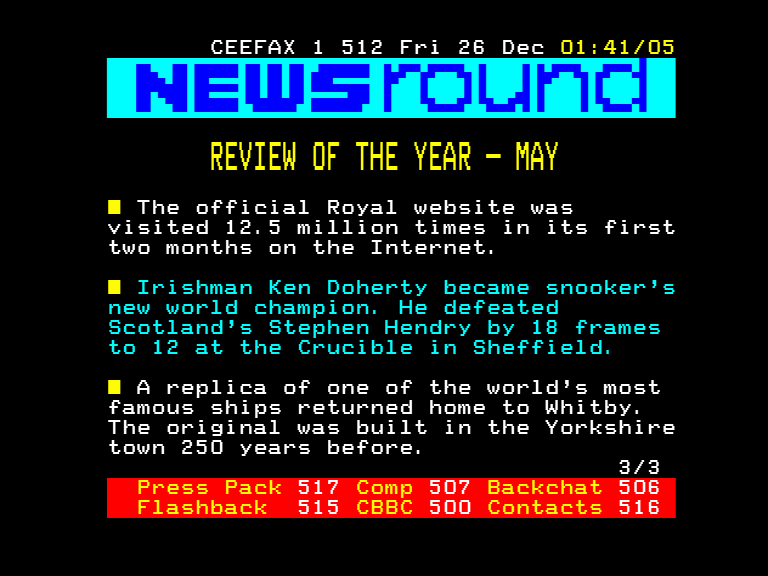 CEEFAX 1 512 Fri 26 Dec 01:41/05
NEWSround
REVIEW OF THE YEAR – MAY
The official Royal website was
visited 12.5 million times in its first
two months on the Internet.
Irishman Ken Doherty became snooker's
new world champion. He defeated
Scotland's Stephen Hendry by 18 frames
to 12 at the Crucible in Sheffield.
A replica of one of the world's most
famous ships returned home to Whitby.
The original was built in the Yorkshire
town 250 years before.
3/3
Press Pack 517 Comp 507 Backchat 506
Flashback 515 CBBC 500 Contacts 516